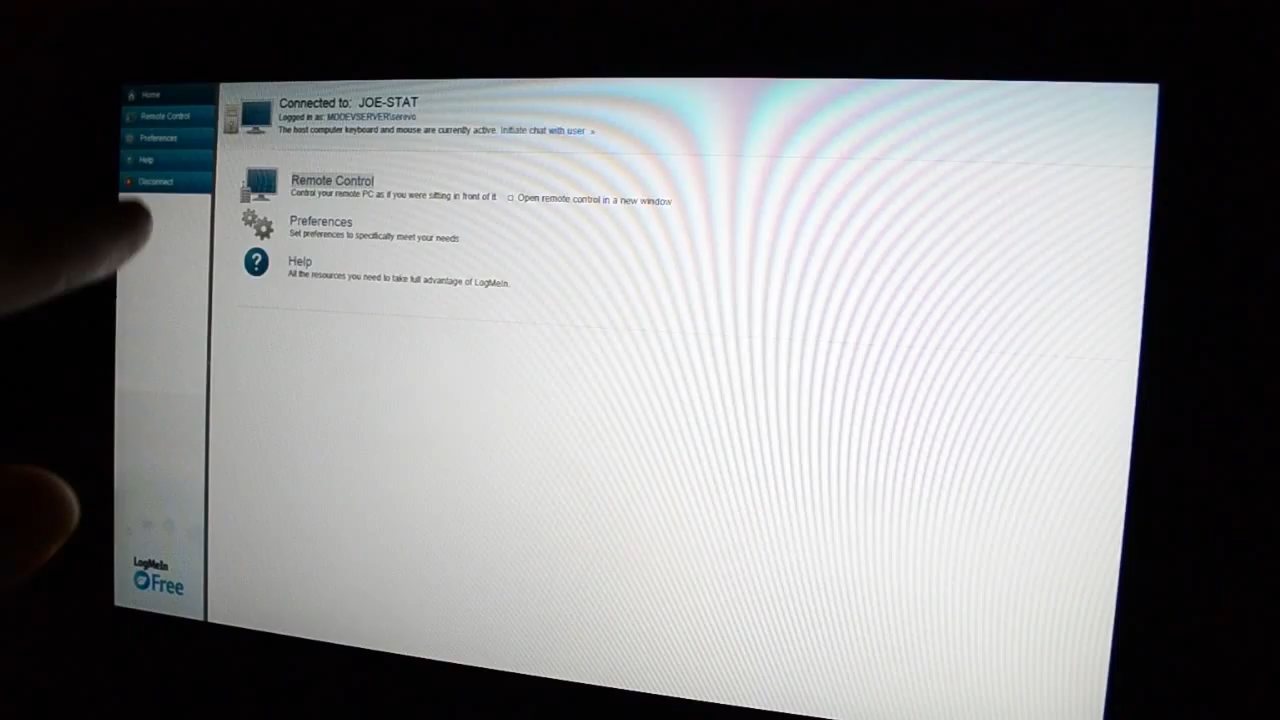 Home
Remote Control
Preferences
Help
Disconnect
Connected to: JOE-STAT
Logged in as:
The host computer keyboard and mouse are currently active. Initiate chat with user »
Remote Control
Control your remote PC as if you were sitting in front of it. Open remote control in a new window
Preferences
Set preferences to specifically meet your needs
?
Help
All the resources you need to take full advantage of LogMeIn.
LogMeIn
Free